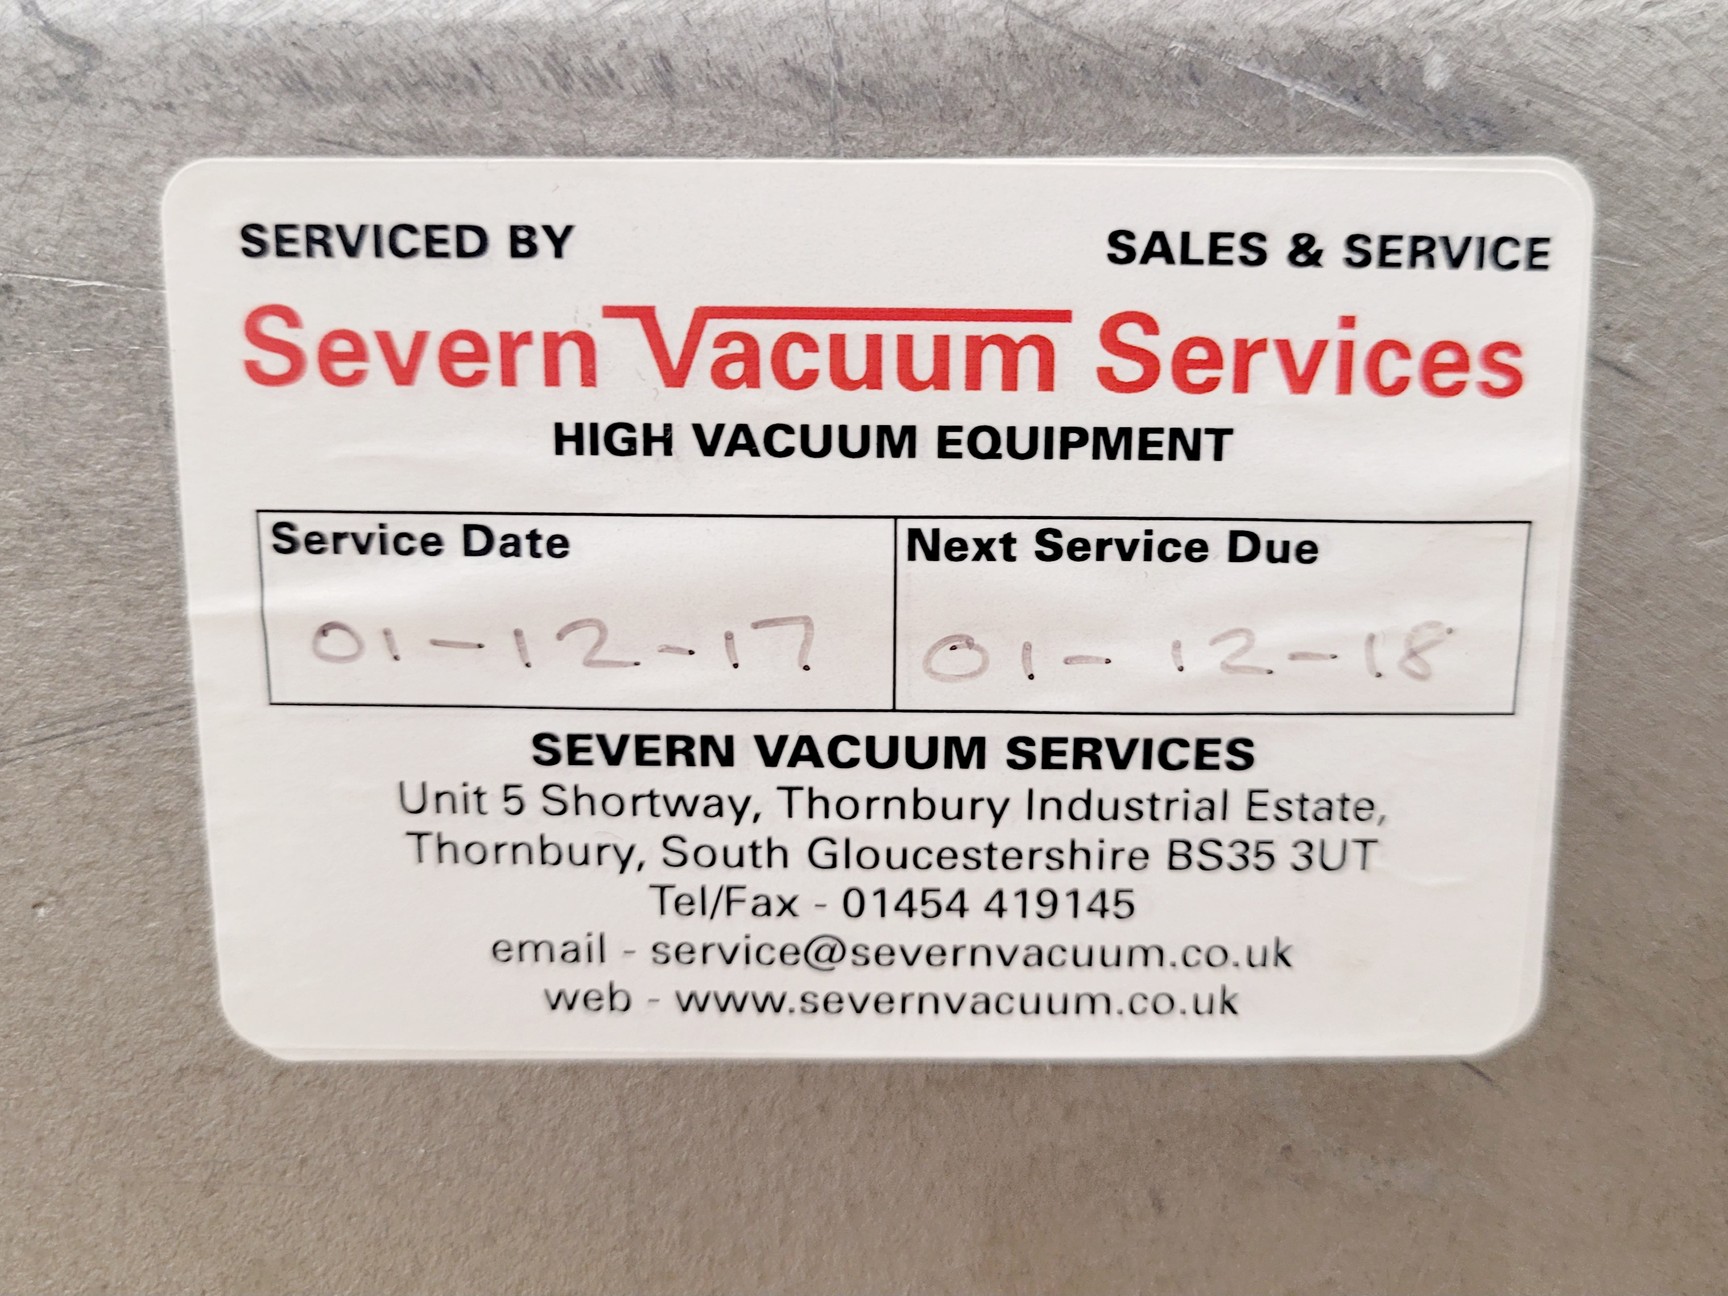 SERVICED BY SALES & SERVICE
Severn Vacuum Services
HIGH VACUUM EQUIPMENT
Service Date Next Service Due
01-12-17 01-12-18
SEVERN VACUUM SERVICES
Unit 5 Shortway, Thornbury Industrial Estate,
Thornbury, South Gloucestershire BS35 3UT
Tel/Fax - 01454 419145
email - service@severnvacuum.co.uk
web - www.severnvacuum.co.uk